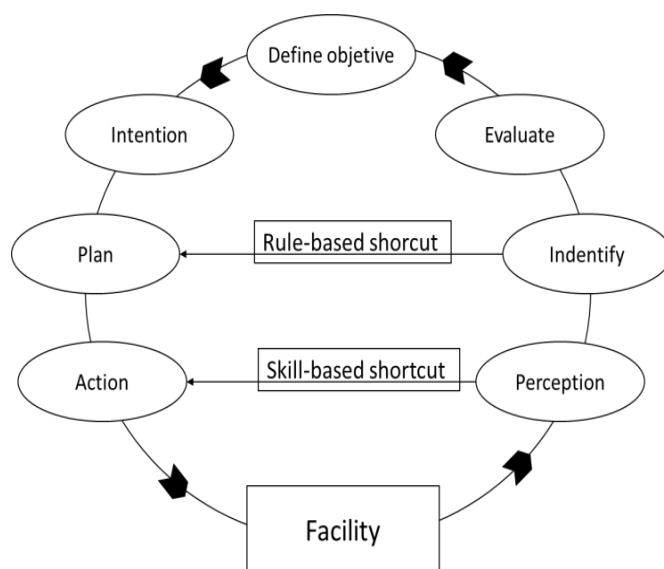 Define objetive
Intention
Evaluate
Rule-based shorcut
Plan
Indentify
Skill-based shortcut
Action
Perception
Facility